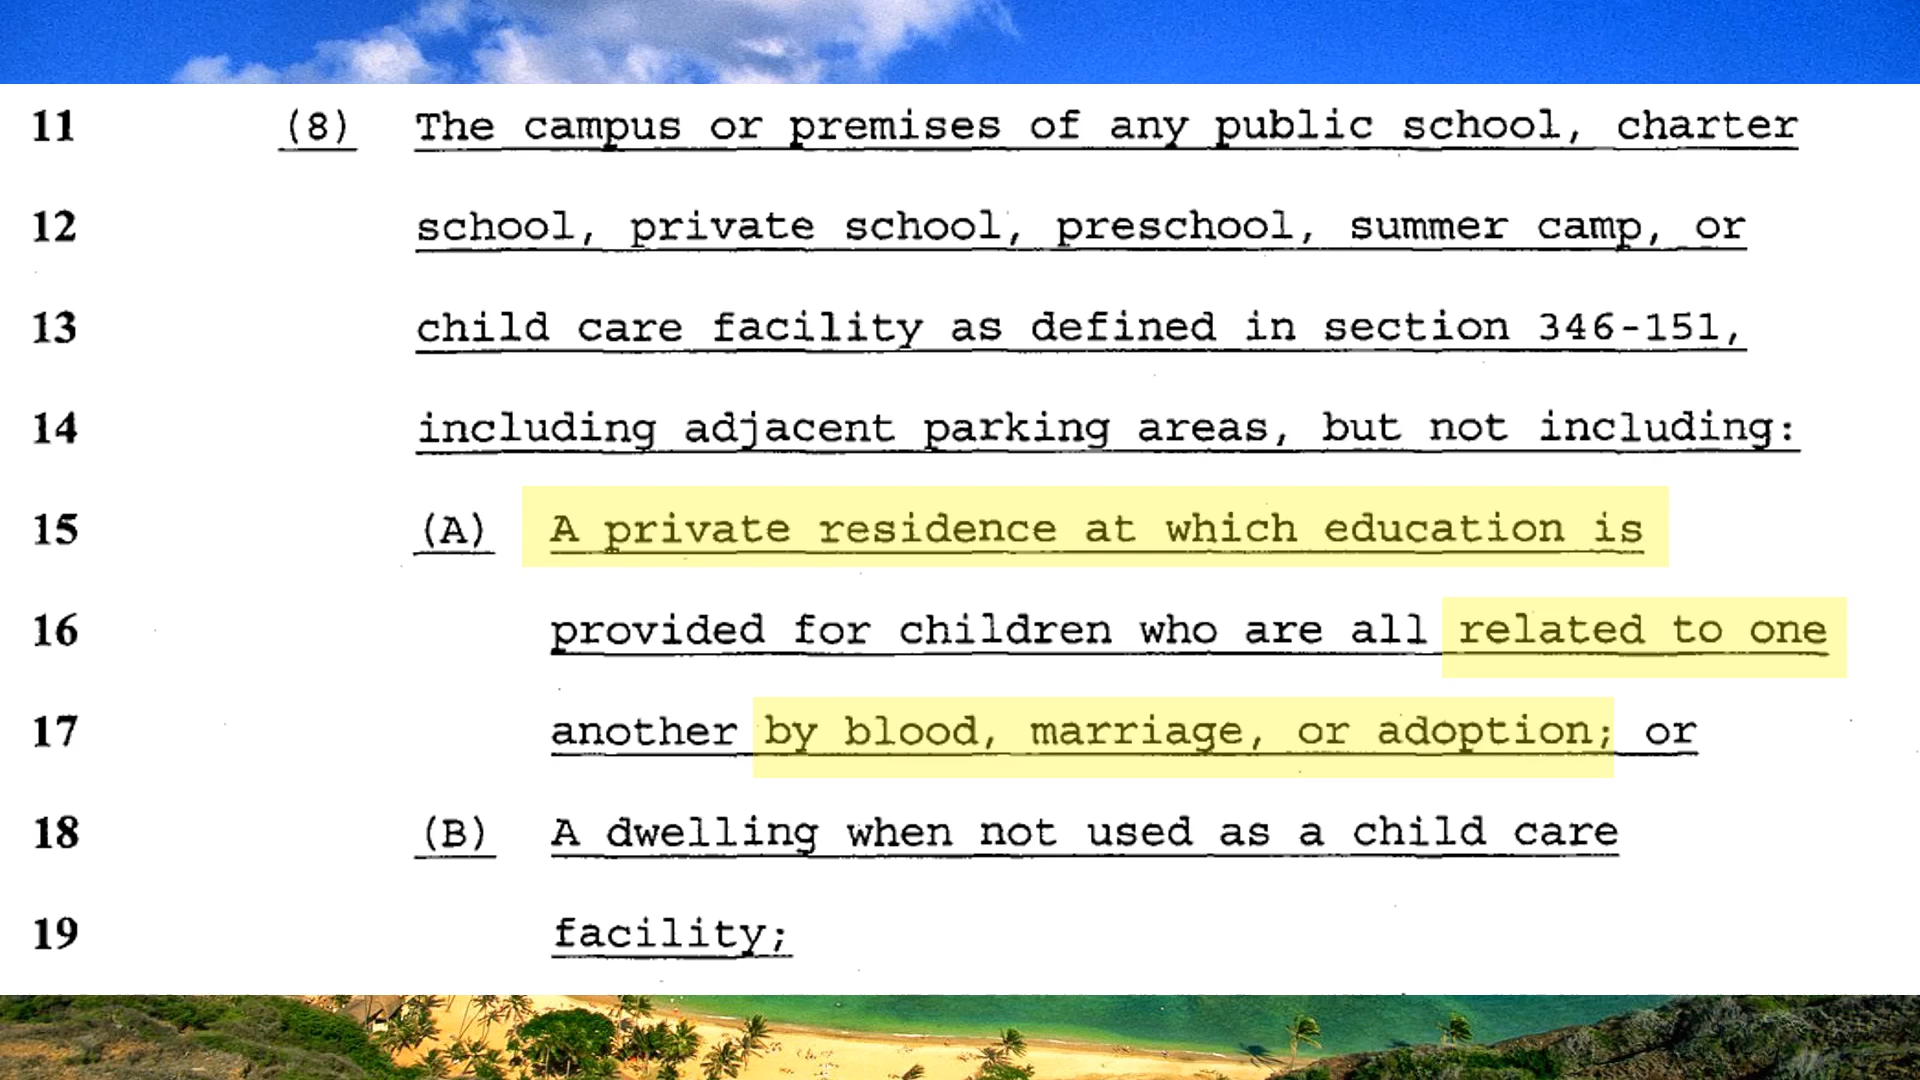 11 (8) The campus or premises of any public school, charter
12 school, private school, preschool, summer camp, or
13 child care facility as defined in section 346-151,
14 including adjacent parking areas, but not including:
15 (A) A private residence at which education is
16 provided for children who are all related to one
17 another by blood, marriage, or adoption; or
18 (B) A dwelling when not used as a child care
19 facility;